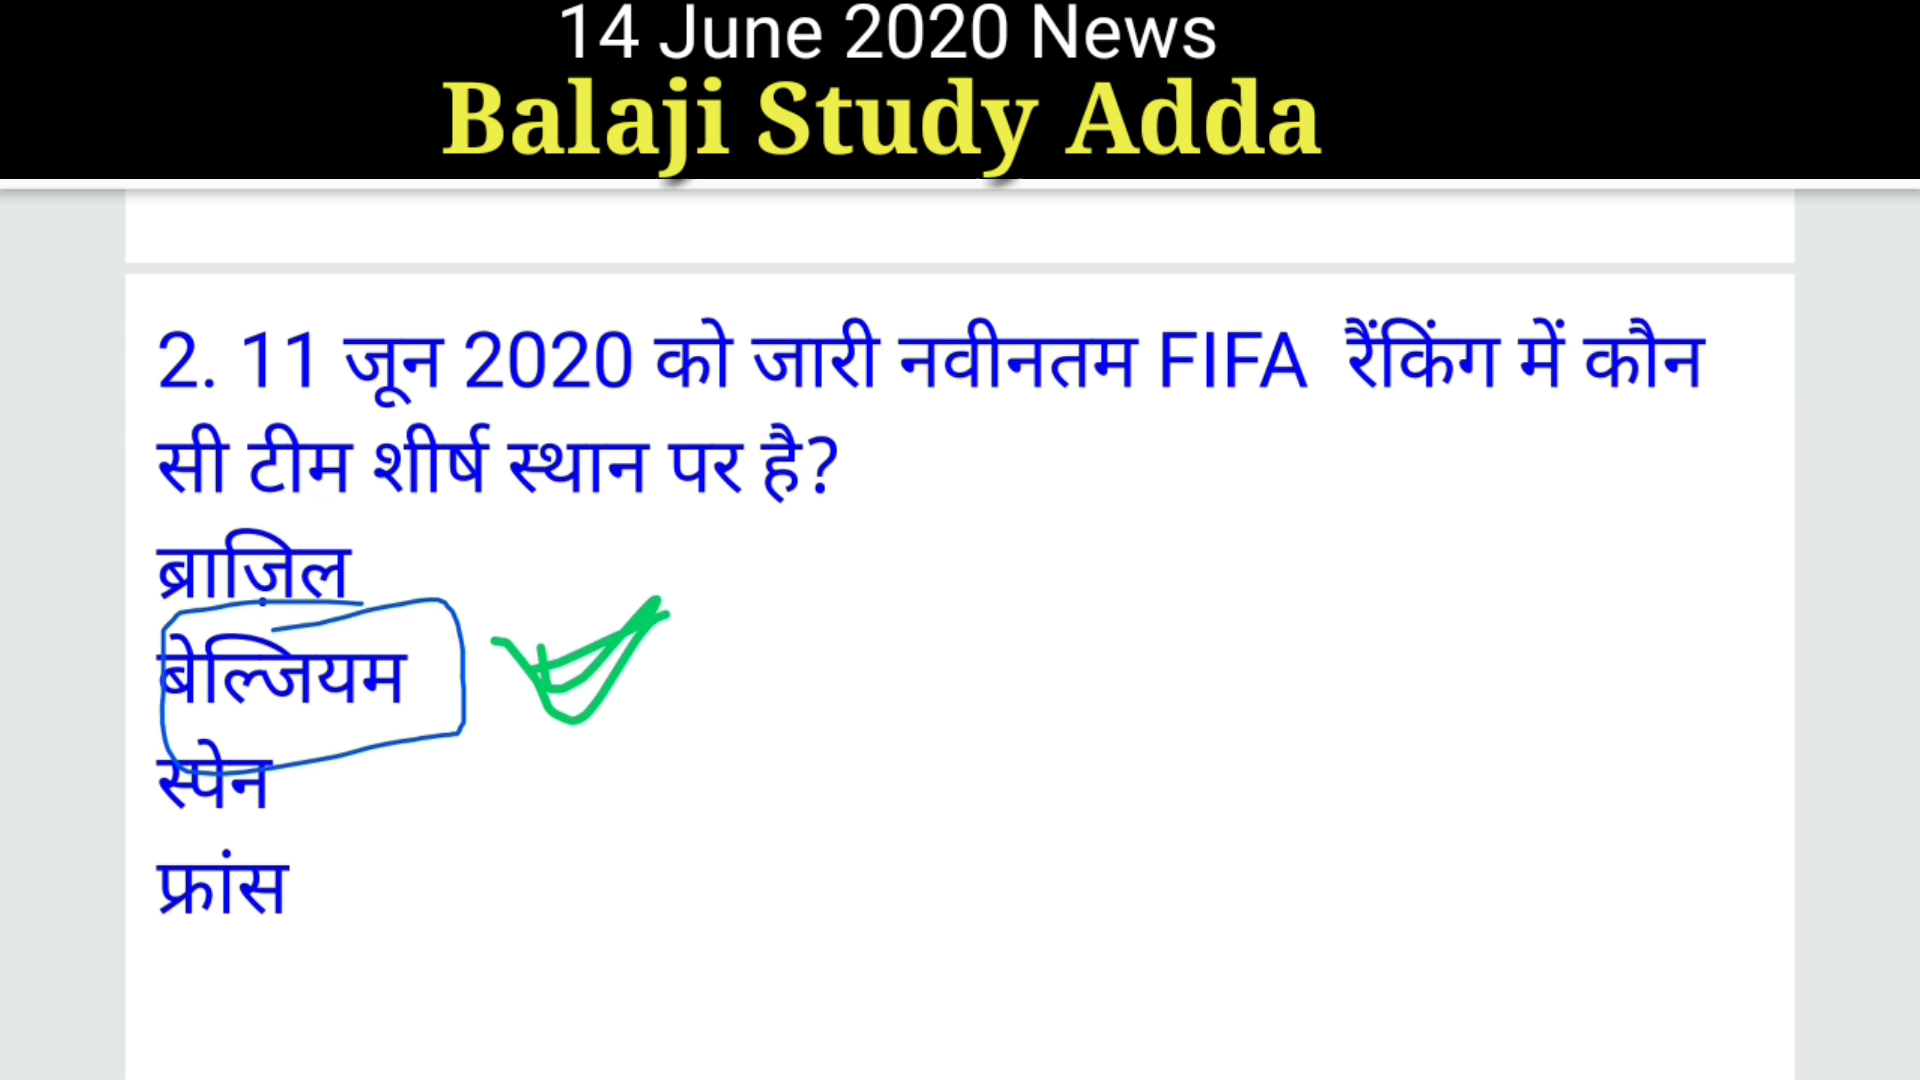 14 June 2020 News
Balaji Study Adda
2. 11 जून 2020 को जारी नवीनतम FIFA रैंकिंग में कौन
सी टीम शीर्ष स्थान पर है?
ब्राज़िल
बेल्जियम
स्पेन
फ्रांस